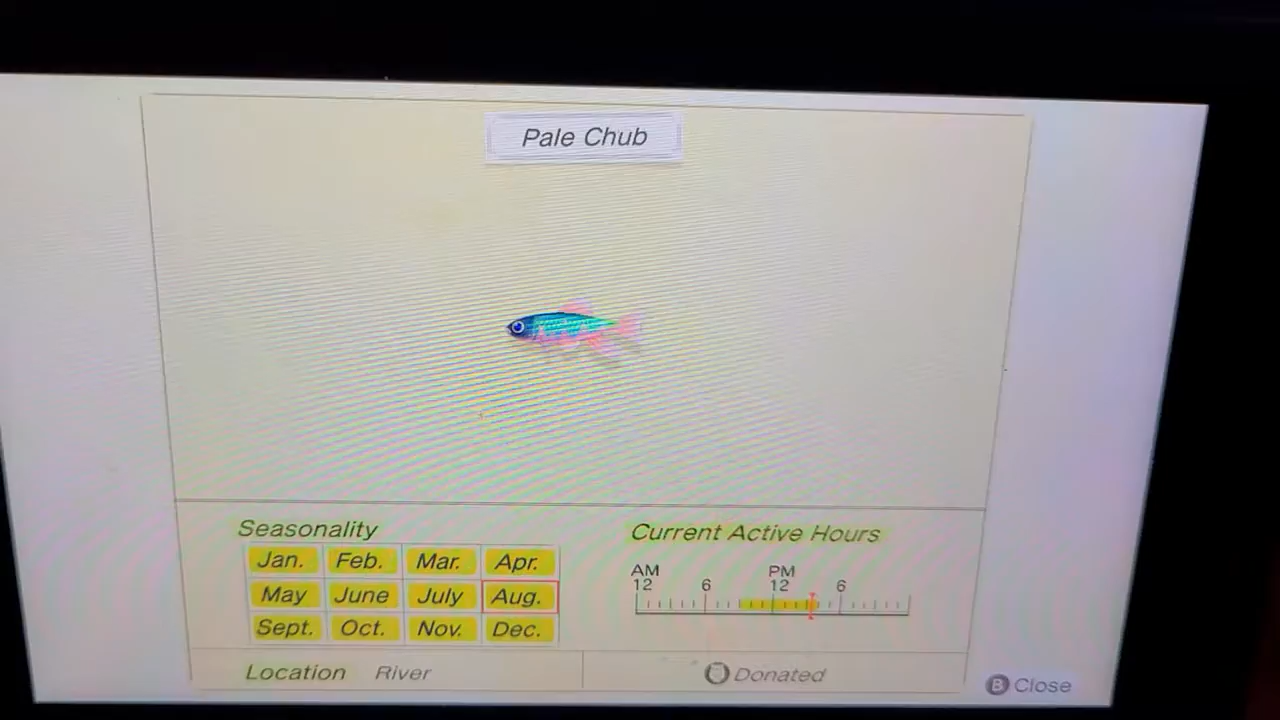 Pale Chub
Seasonality
Jan. Feb. Mar. Apr.
May June July Aug.
Sept. Oct. Nov. Dec.
Current Active Hours
AM PM
12 6 12 6
Location River
Donated
B Close